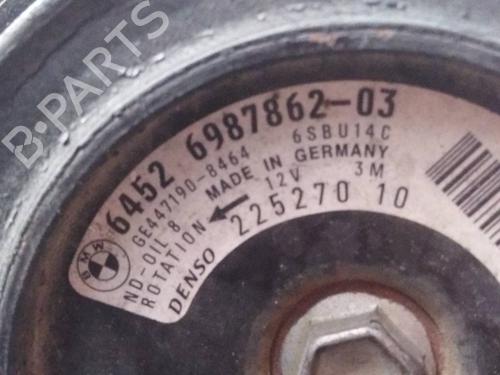 6452 6987862-03
GE447190-8464 6SBU14C
MADE IN GERMANY
ND-OIL 8 12V 3M
ROTATION
DENSO 225270 10
BMW
B-PARTS